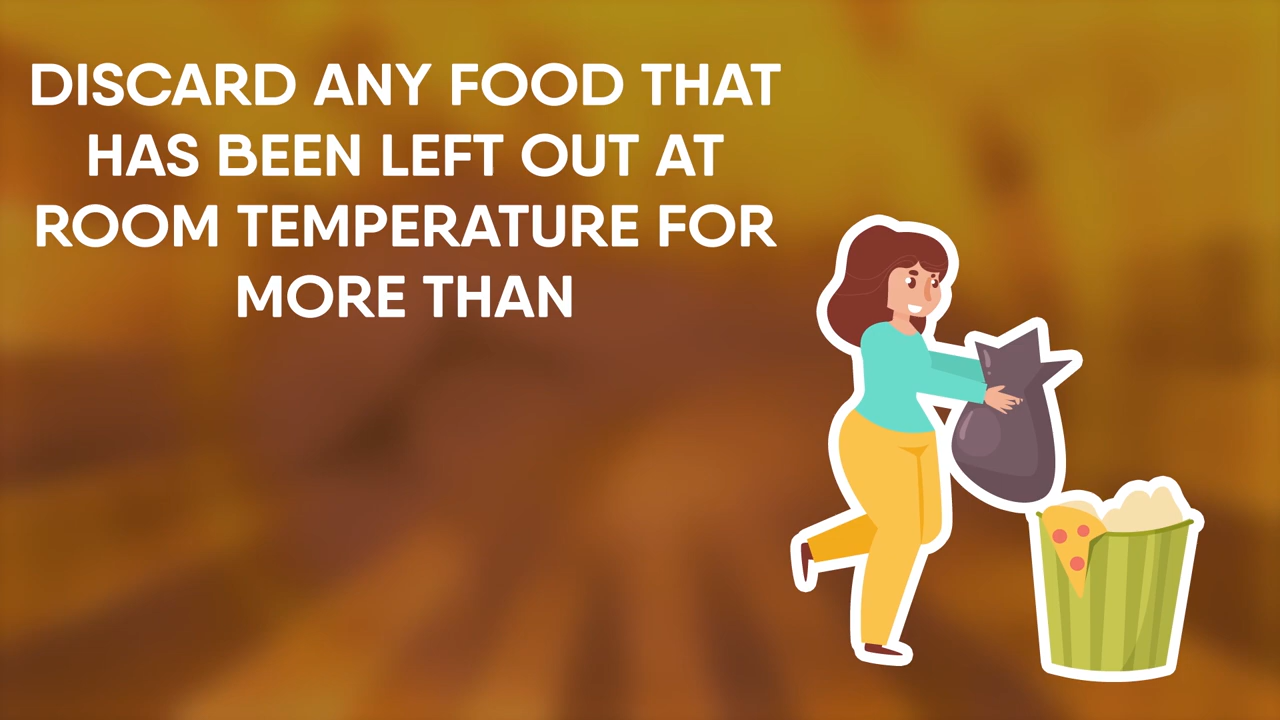 DISCARD ANY FOOD THAT
HAS BEEN LEFT OUT AT
ROOM TEMPERATURE FOR
MORE THAN